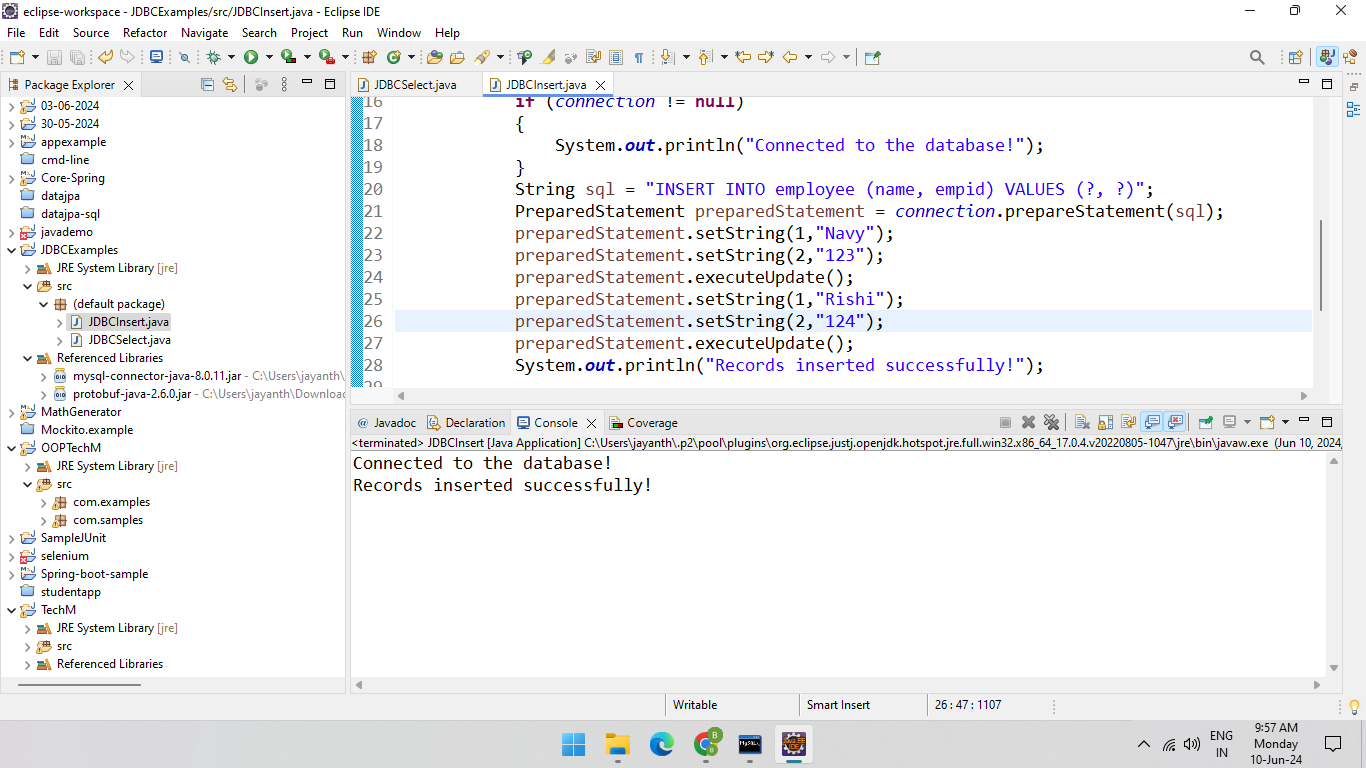 eclipse-workspace - JDBCExamples/src/JDBCInsert.java - Eclipse IDE
File Edit Source Refactor Navigate Search Project Run Window Help
Package Explorer
03-06-2024
30-05-2024
appexample
cmd-line
Core-Spring
datajpa
datajpa-sql
javademo
JDBCExamples
JRE System Library [jre]
src
(default package)
JDBCInsert.java
JDBCSelect.java
Referenced Libraries
mysql-connector-java-8.0.11.jar - C:\Users\jayanth\
protobuf-java-2.6.0.jar - C:\Users\jayanth\Downloac
MathGenerator
Mockito.example
OOPTechM
JRE System Library [jre]
src
com.examples
com.samples
SampleJUnit
selenium
Spring-boot-sample
studentapp
TechM
JRE System Library [jre]
src
Referenced Libraries
JDBCSelect.java JDBCInsert.java
16 if (connection != null)
17 {
18 System.out.println("Connected to the database!");
19 }
20 String sql = "INSERT INTO employee (name, empid) VALUES (?, ?)";
21 PreparedStatement preparedStatement = connection.prepareStatement(sql);
22 preparedStatement.setString(1,"Navy");
23 preparedStatement.setString(2,"123");
24 preparedStatement.executeUpdate();
25 preparedStatement.setString(1,"Rishi");
26 preparedStatement.setString(2,"124");
27 preparedStatement.executeUpdate();
28 System.out.println("Records inserted successfully!");
29
@ Javadoc Declaration Console Coverage
<terminated> JDBCInsert [Java Application] C:\Users\jayanth\.p2\pool\plugins\org.eclipse.justj.openjdk.hotspot.jre.full.win32.x86_64_17.0.4.v20220805-1047\jre\bin\javaw.exe (Jun 10, 2024,
Connected to the database!
Records inserted successfully!
Writable Smart Insert 26 : 47 : 1107
ENG
IN
9:57 AM
Monday
10-Jun-24